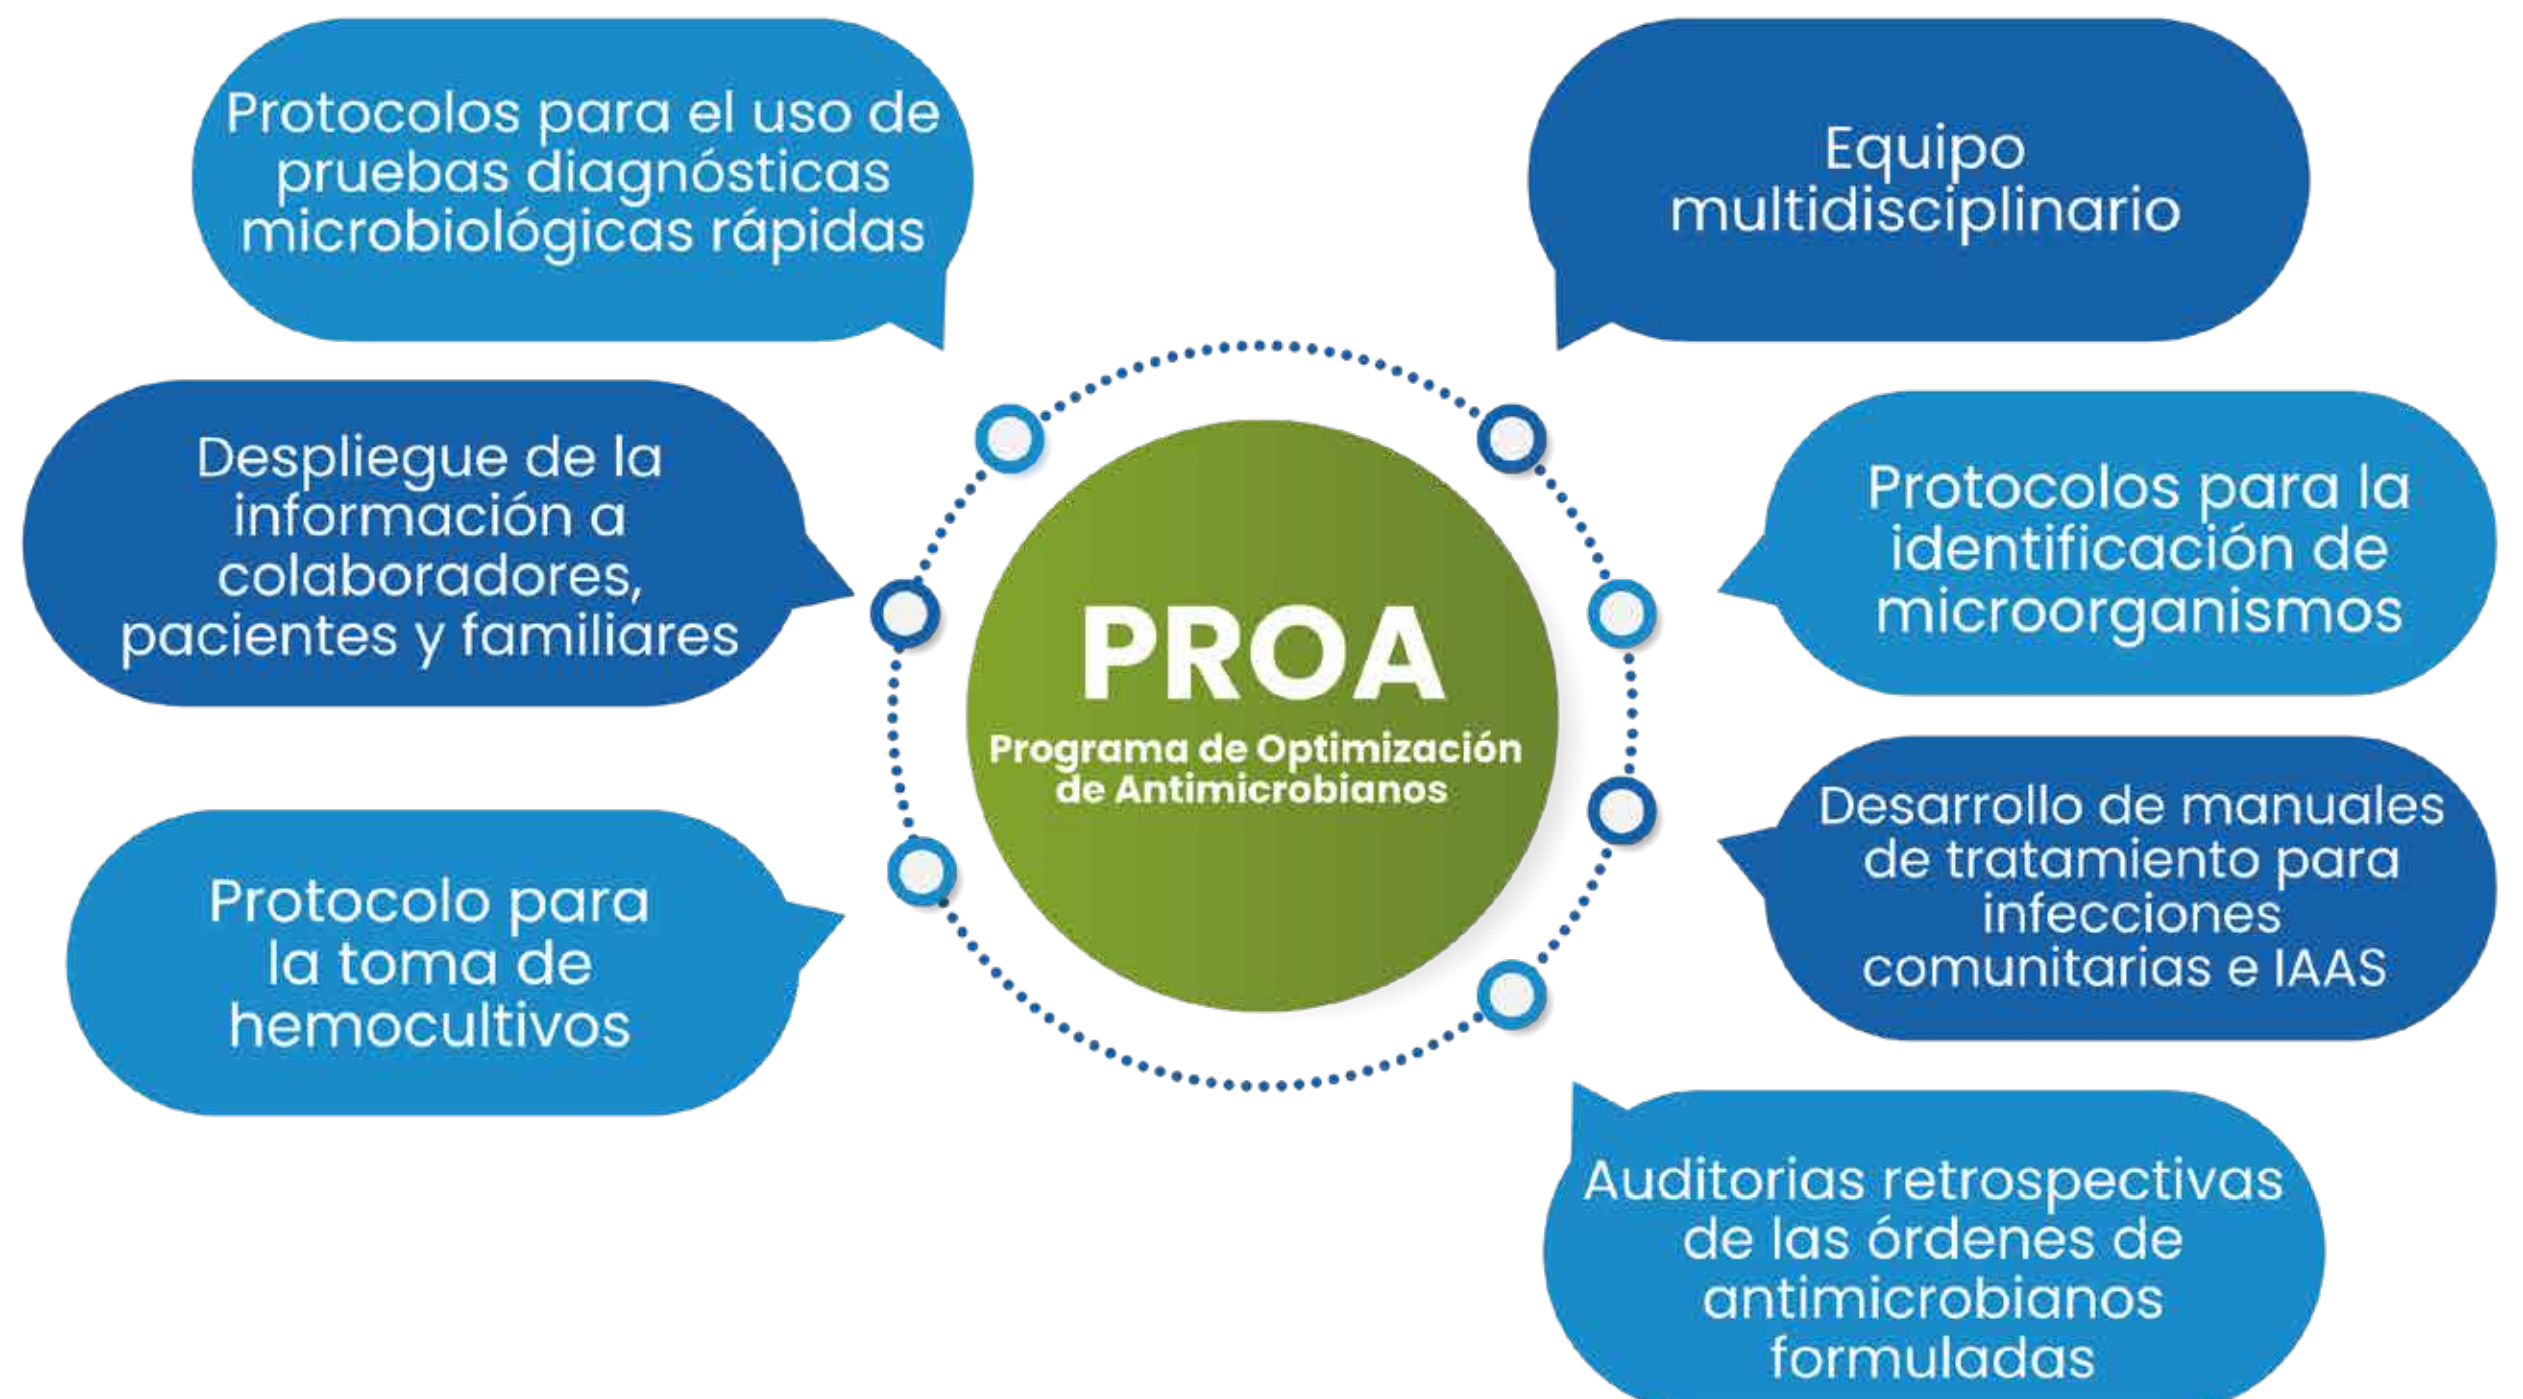 Protocolos para el uso de
pruebas diagnósticas
microbiológicas rápidas
Equipo
multidisciplinario
Despliegue de la
información a
colaboradores,
pacientes y familiares
Protocolos para la
identificación de
microorganismos
PROA
Programa de Optimización
de Antimicrobianos
Desarrollo de manuales
de tratamiento para
infecciones
comunitarias e IAAS
Protocolo para
la toma de
hemocultivos
Auditorias retrospectivas
de las órdenes de
antimicrobianos
formuladas